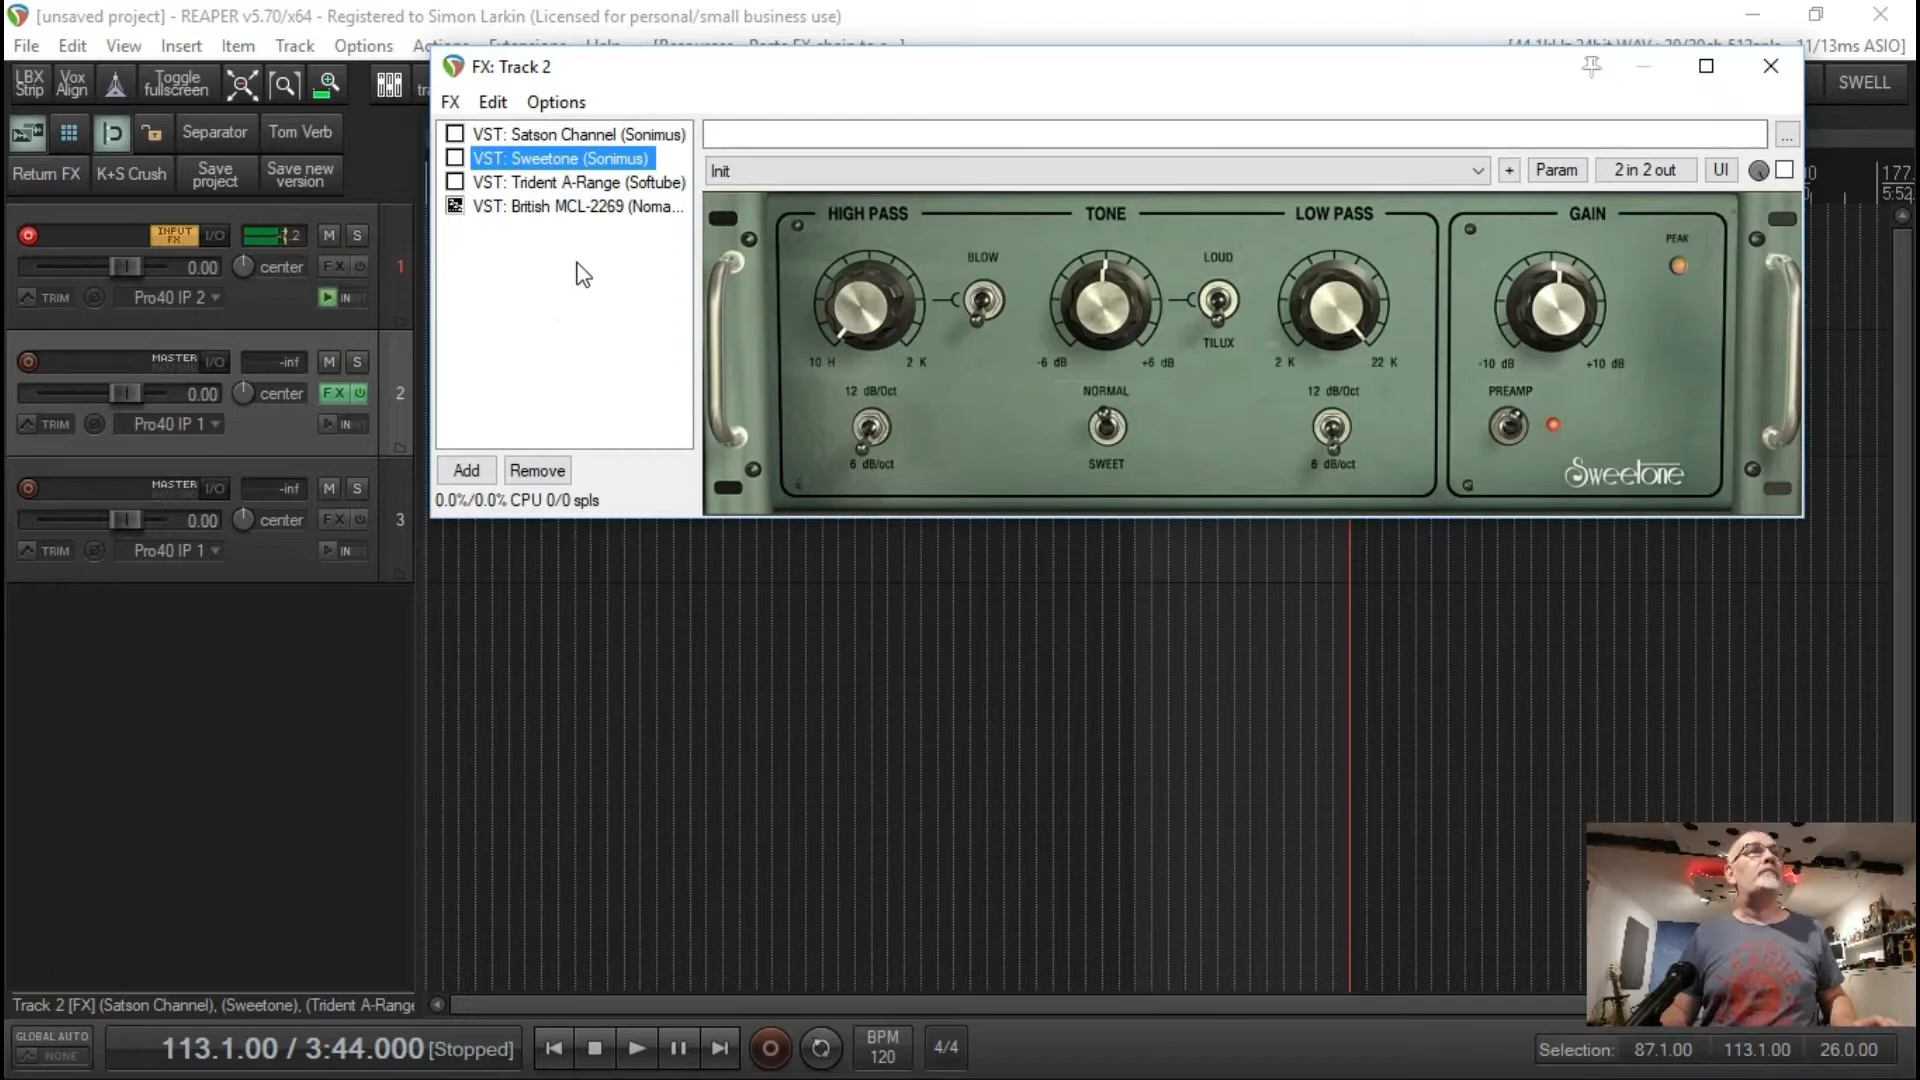 [unsaved project] - REAPER v5.70/x64 - Registered to Simon Larkin (Licensed for personal/small business use)
File Edit View Insert Item Track Options
11/13ms ASIO]
LBX Strip
Vox Align
Toggle fullscreen
SWELL
Separator
Tom Verb
Return FX
K+S Crush
Save project
Save new version
FX: Track 2
FX Edit Options
VST: Satson Channel (Sonimus)
VST: Sweetone (Sonimus)
VST: Trident A-Range (Softube)
VST: British MCL-2269 (Noma...
Add
Remove
0.0%/0.0% CPU 0/0 spls
...
Init
+
Param
2 in 2 out
UI
HIGH PASS
TONE
LOW PASS
GAIN
PEAK
BLOW
LOUD
TILUX
10 H
2 K
-6 dB
+6 dB
2 K
22 K
-10 dB
+10 dB
12 dB/Oct
NORMAL
12 dB/Oct
PREAMP
6 dB/oct
SWEET
6 dB/oct
Sweetone
177.
5:52
INPUT FX
I/O
M
S
0.00
center
FX
1
TRIM
Pro40 IP 2
IN
MASTER
I/O
-inf
M
S
0.00
center
FX
2
TRIM
Pro40 IP 1
IN
MASTER
I/O
-inf
M
S
0.00
center
FX
3
TRIM
Pro40 IP 1
IN
Track 2 [FX] (Satson Channel), (Sweetone), (Trident A-Range
GLOBAL AUTO
NONE
113.1.00 / 3:44.000 [Stopped]
BPM
120
4/4
Selection: 87.1.00 113.1.00 26.0.00